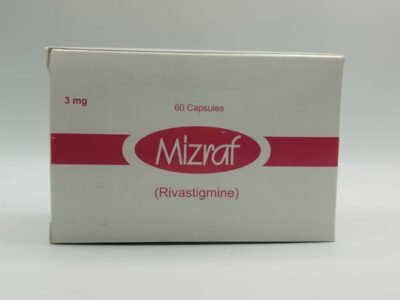 3 mg
60 Capsules
Mizraf
(Rivastigmine)